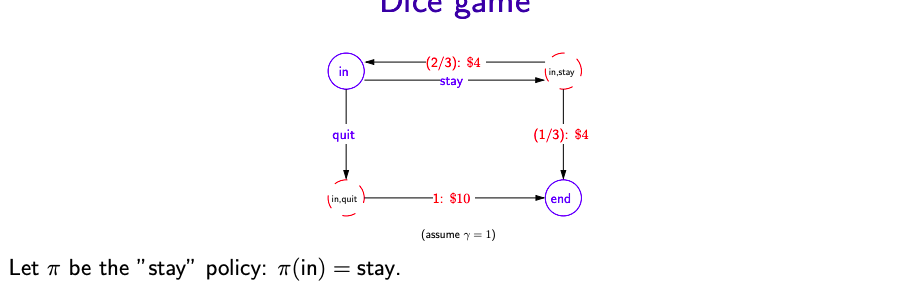 Dice game
(2/3): $4
in
(in,stay
stay
quit
(1/3): $4
(in,quit
1: $10
end
(assume γ = 1)
Let π be the "stay" policy: π(in) = stay.